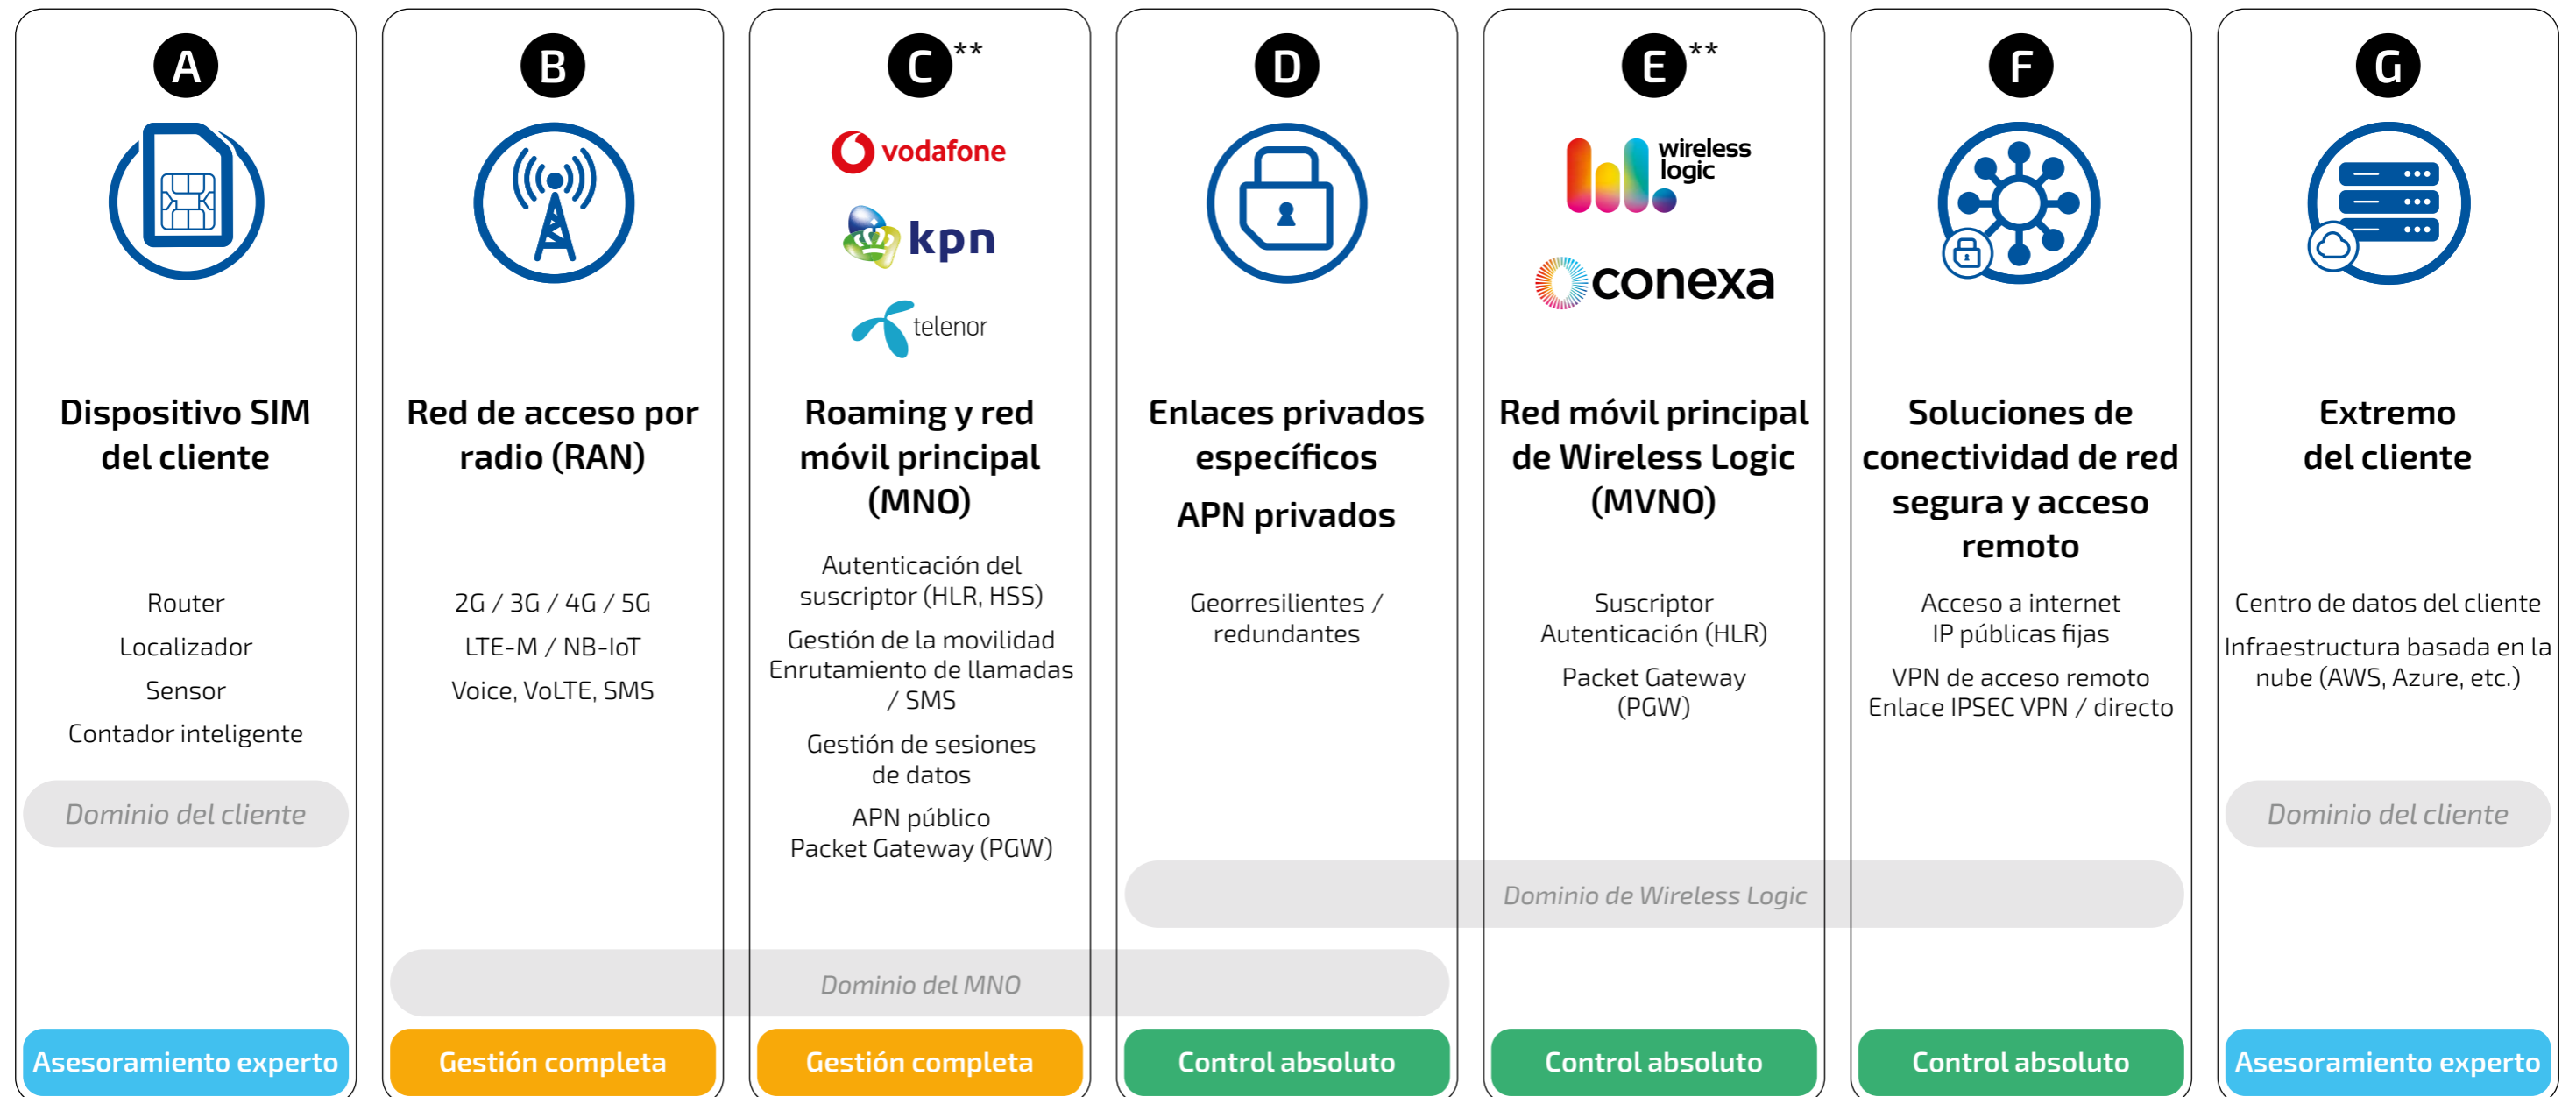 A
Dispositivo SIM
del cliente
Router
Localizador
Sensor
Contador inteligente
Dominio del cliente
Asesoramiento experto
B
Red de acceso por
radio (RAN)
2G / 3G / 4G / 5G
LTE-M / NB-IoT
Voice, VoLTE, SMS
Gestión completa
C**
vodafone
kpn
telenor
Roaming y red
móvil principal
(MNO)
Autenticación del
suscriptor (HLR, HSS)
Gestión de la movilidad
Enrutamiento de llamadas
/ SMS
Gestión de sesiones
de datos
APN público
Packet Gateway (PGW)
Dominio del MNO
Gestión completa
D
Enlaces privados
específicos
APN privados
Georresilientes /
redundantes
Control absoluto
E**
wireless
logic
conexa
Red móvil principal
de Wireless Logic
(MVNO)
Suscriptor
Autenticación (HLR)
Packet Gateway
(PGW)
Dominio de Wireless Logic
Control absoluto
F
Soluciones de
conectividad de red
segura y acceso
remoto
Acceso a internet
IP públicas fijas
VPN de acceso remoto
Enlace IPSEC VPN / directo
Control absoluto
G
Extremo
del cliente
Centro de datos del cliente
Infraestructura basada en la
nube (AWS, Azure, etc.)
Dominio del cliente
Asesoramiento experto